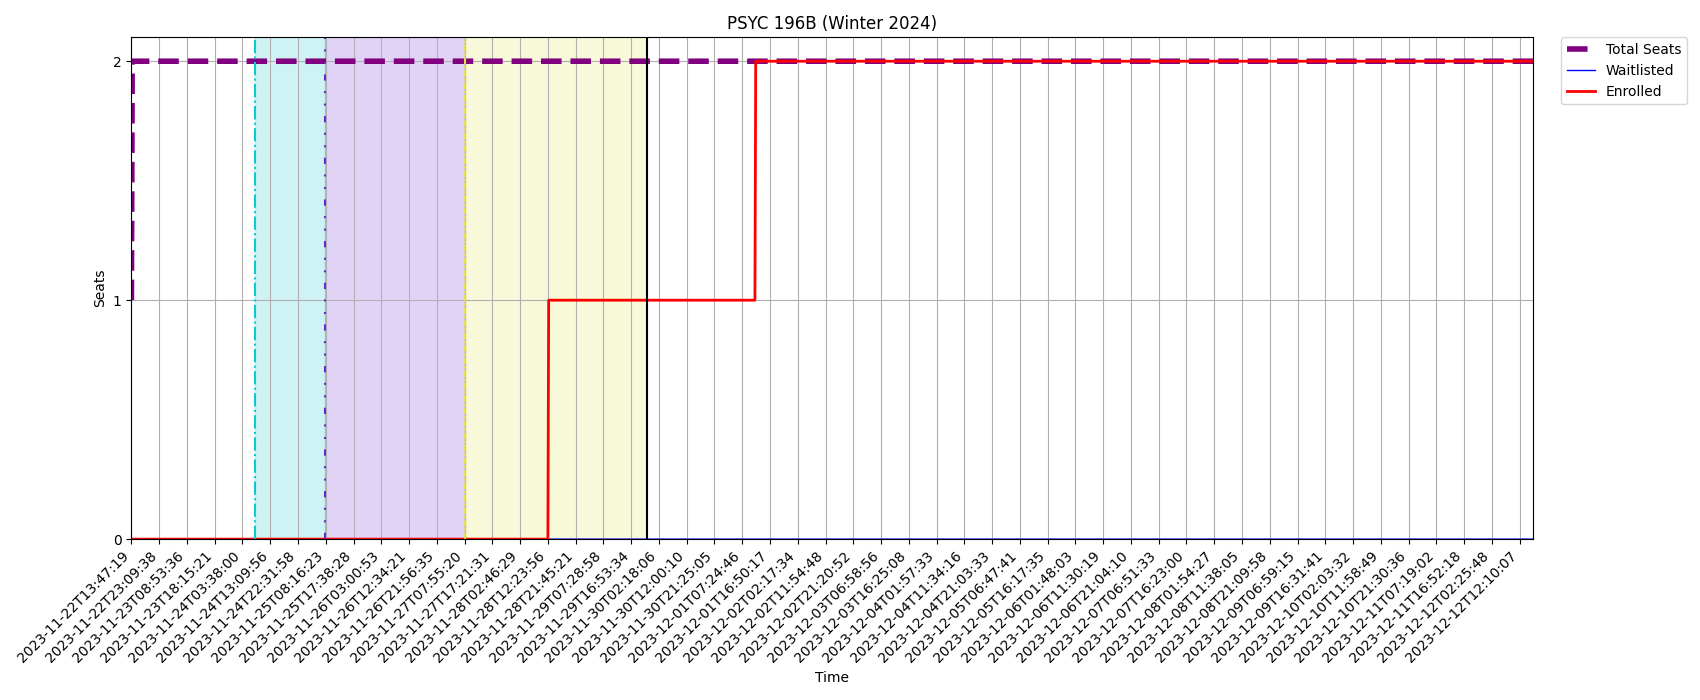 PSYC 196B (Winter 2024)
Total Seats
Waitlisted
Enrolled
Seats
2
1
0
2023-11-22T13:47:19
2023-11-22T23:09:38
2023-11-23T08:53:36
2023-11-23T18:15:21
2023-11-24T03:38:00
2023-11-24T13:09:56
2023-11-24T22:31:58
2023-11-25T08:16:23
2023-11-25T17:38:28
2023-11-26T03:00:53
2023-11-26T12:34:21
2023-11-26T21:56:35
2023-11-27T07:55:20
2023-11-27T17:21:31
2023-11-28T02:46:29
2023-11-28T12:23:56
2023-11-28T21:45:21
2023-11-29T07:28:58
2023-11-29T16:53:34
2023-11-30T02:18:06
2023-11-30T12:00:10
2023-11-30T21:25:05
2023-12-01T07:24:46
2023-12-01T16:50:17
2023-12-02T02:17:34
2023-12-02T11:54:48
2023-12-02T21:20:52
2023-12-03T06:58:56
2023-12-03T16:25:08
2023-12-04T01:57:33
2023-12-04T11:34:16
2023-12-04T21:03:33
2023-12-05T06:47:41
2023-12-05T16:17:35
2023-12-06T01:48:03
2023-12-06T11:30:19
2023-12-06T21:04:10
2023-12-07T06:51:33
2023-12-07T16:23:00
2023-12-08T01:54:27
2023-12-08T11:38:05
2023-12-08T21:09:58
2023-12-09T06:59:15
2023-12-09T16:31:41
2023-12-10T02:03:32
2023-12-10T11:58:49
2023-12-10T21:30:36
2023-12-11T07:19:02
2023-12-11T16:52:18
2023-12-12T02:25:48
2023-12-12T12:10:07
Time